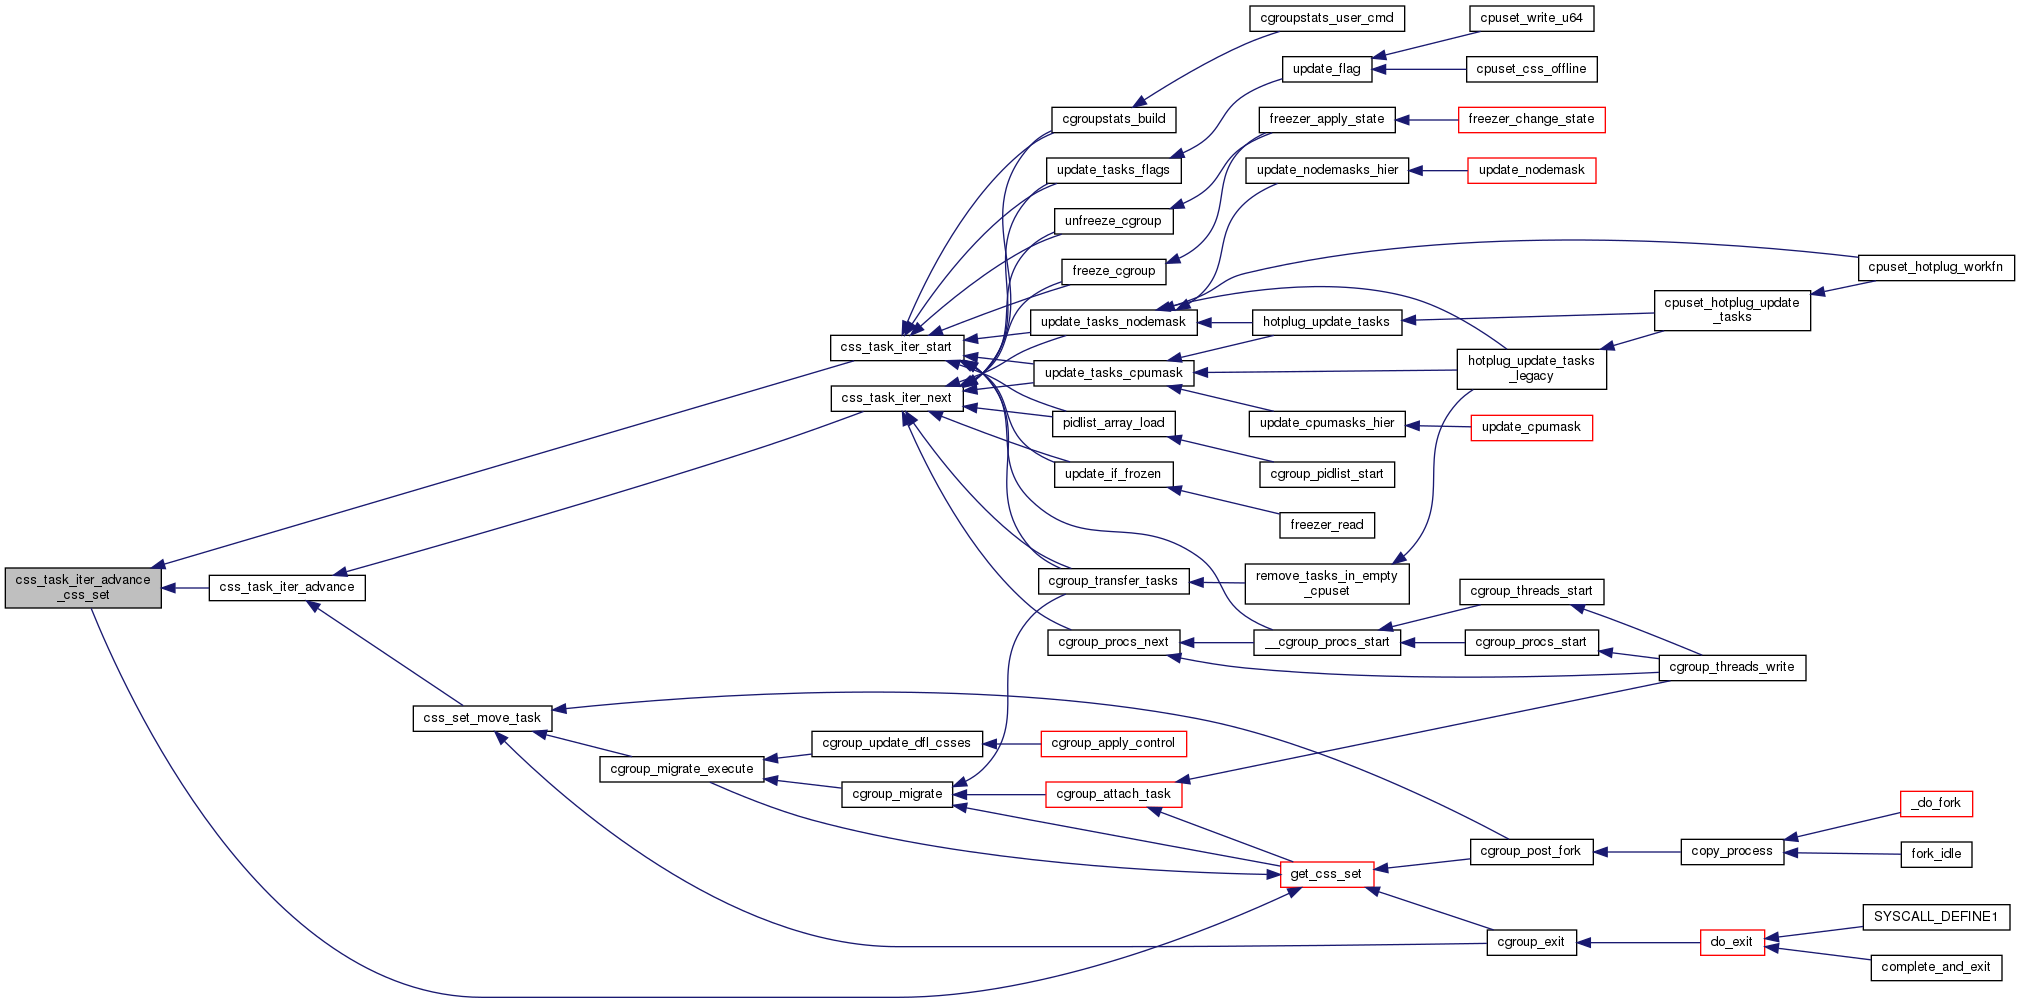 cgroupstats_user_cmd
cpuset_write_u64
update_flag
cpuset_css_offline
cgroupstats_build
freezer_apply_state
freezer_change_state
update_tasks_flags
update_nodemasks_hier
update_nodemask
unfreeze_cgroup
freeze_cgroup
cpuset_hotplug_workfn
update_tasks_nodemask
hotplug_update_tasks
cpuset_hotplug_update
_tasks
css_task_iter_start
update_tasks_cpumask
hotplug_update_tasks
_legacy
css_task_iter_next
pidlist_array_load
update_cpumasks_hier
update_cpumask
update_if_frozen
cgroup_pidlist_start
freezer_read
css_task_iter_advance
_css_set
css_task_iter_advance
cgroup_transfer_tasks
remove_tasks_in_empty
_cpuset
cgroup_threads_start
cgroup_procs_next
__cgroup_procs_start
cgroup_procs_start
cgroup_threads_write
css_set_move_task
cgroup_update_dfl_csses
cgroup_apply_control
cgroup_migrate_execute
cgroup_migrate
cgroup_attach_task
_do_fork
get_css_set
cgroup_post_fork
copy_process
fork_idle
SYSCALL_DEFINE1
cgroup_exit
do_exit
complete_and_exit